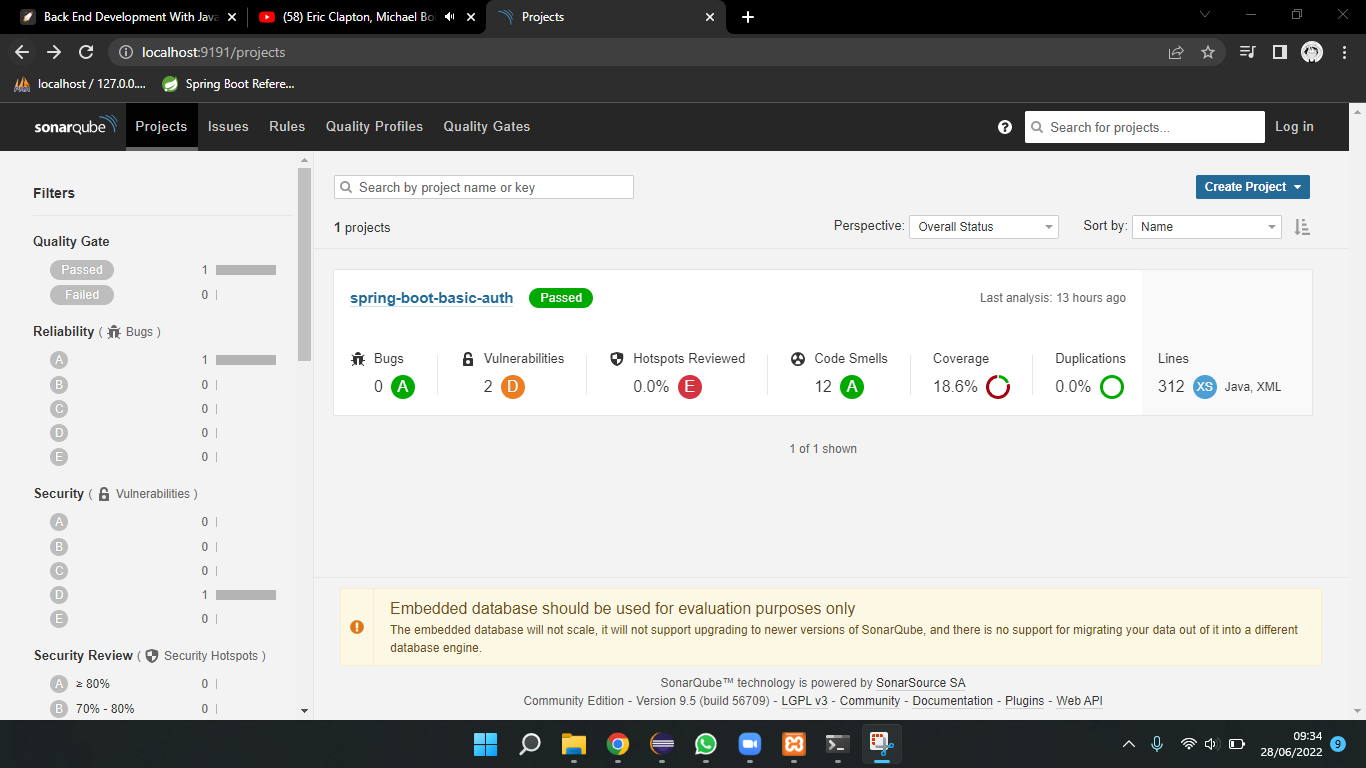 Back End Development With Java
(58) Eric Clapton, Michael Bo
Projects
localhost:9191/projects
localhost / 127.0.0....
Spring Boot Refere...
sonarqube
Projects
Issues
Rules
Quality Profiles
Quality Gates
Search for projects...
Log in
Filters
Quality Gate
Passed 1
Failed 0
Reliability ( Bugs )
A 1
B 0
C 0
D 0
E 0
Security ( Vulnerabilities )
A 0
B 0
C 0
D 1
E 0
Security Review ( Security Hotspots )
A ≥ 80% 0
B 70% - 80% 0
Search by project name or key
Create Project
1 projects
Perspective: Overall Status
Sort by: Name
spring-boot-basic-auth Passed
Last analysis: 13 hours ago
Bugs
0 A
Vulnerabilities
2 D
Hotspots Reviewed
0.0% E
Code Smells
12 A
Coverage
18.6%
Duplications
0.0%
Lines
312 XS Java, XML
1 of 1 shown
Embedded database should be used for evaluation purposes only
The embedded database will not scale, it will not support upgrading to newer versions of SonarQube, and there is no support for migrating your data out of it into a different
database engine.
SonarQube™ technology is powered by SonarSource SA
Community Edition - Version 9.5 (build 56709) - LGPL v3 - Community - Documentation - Plugins - Web API
09:34
28/06/2022
9